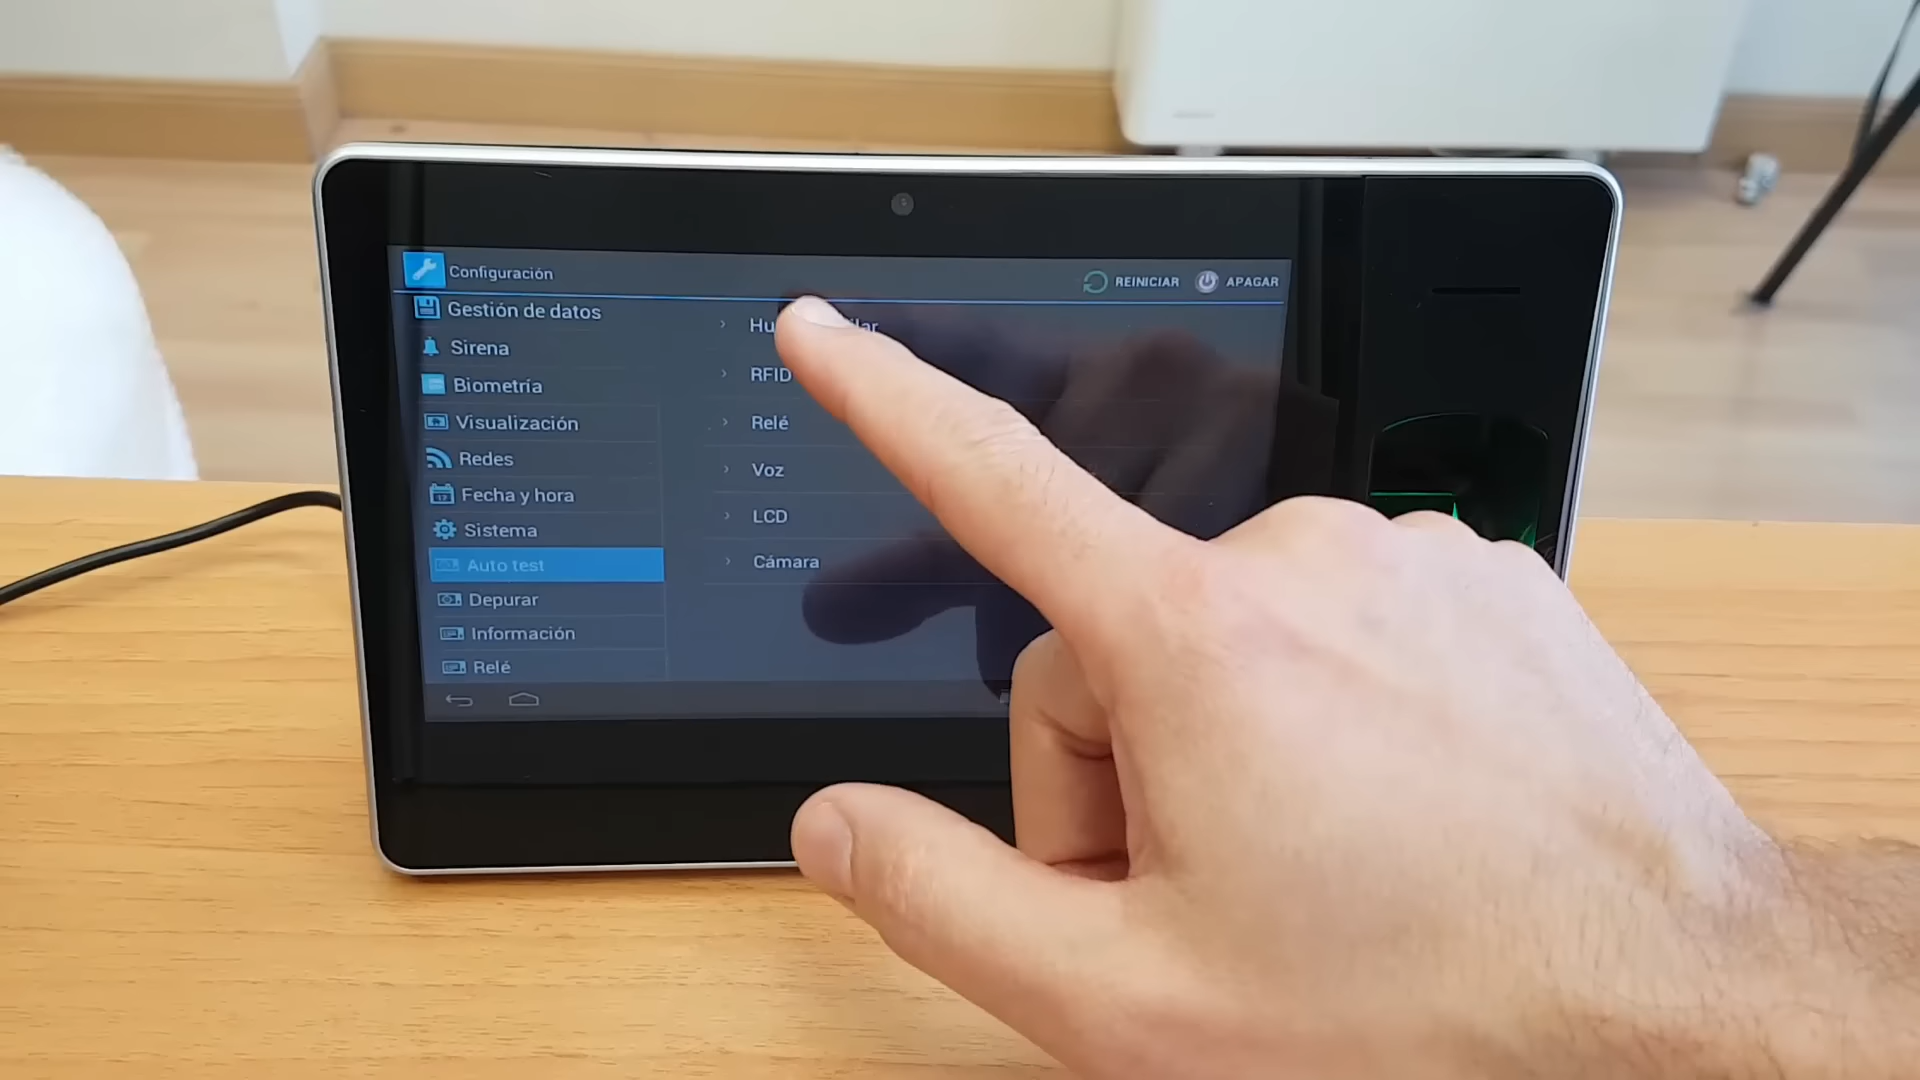 Configuración
REINICIAR
APAGAR
Gestión de datos
Sirena
Biometría
Visualización
Redes
Fecha y hora
Sistema
Auto test
Depurar
Información
Relé
RFID
Relé
Voz
LCD
Cámara